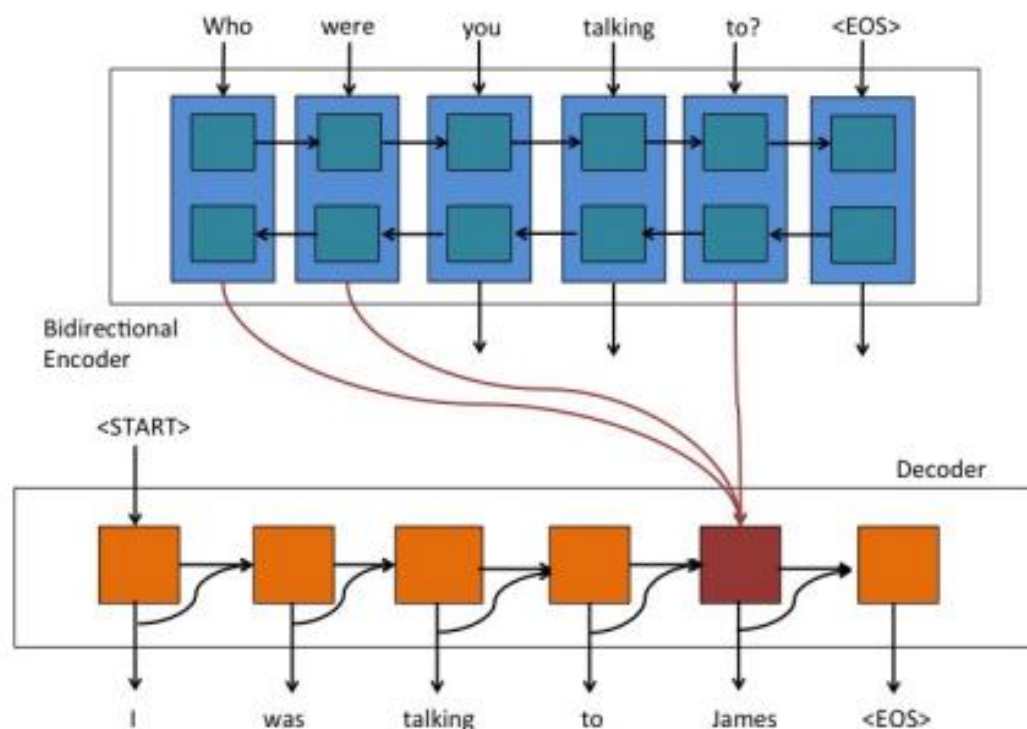 Who were you talking to? <EOS>
Bidirectional
Encoder
<START>
Decoder
I was talking to James <EOS>